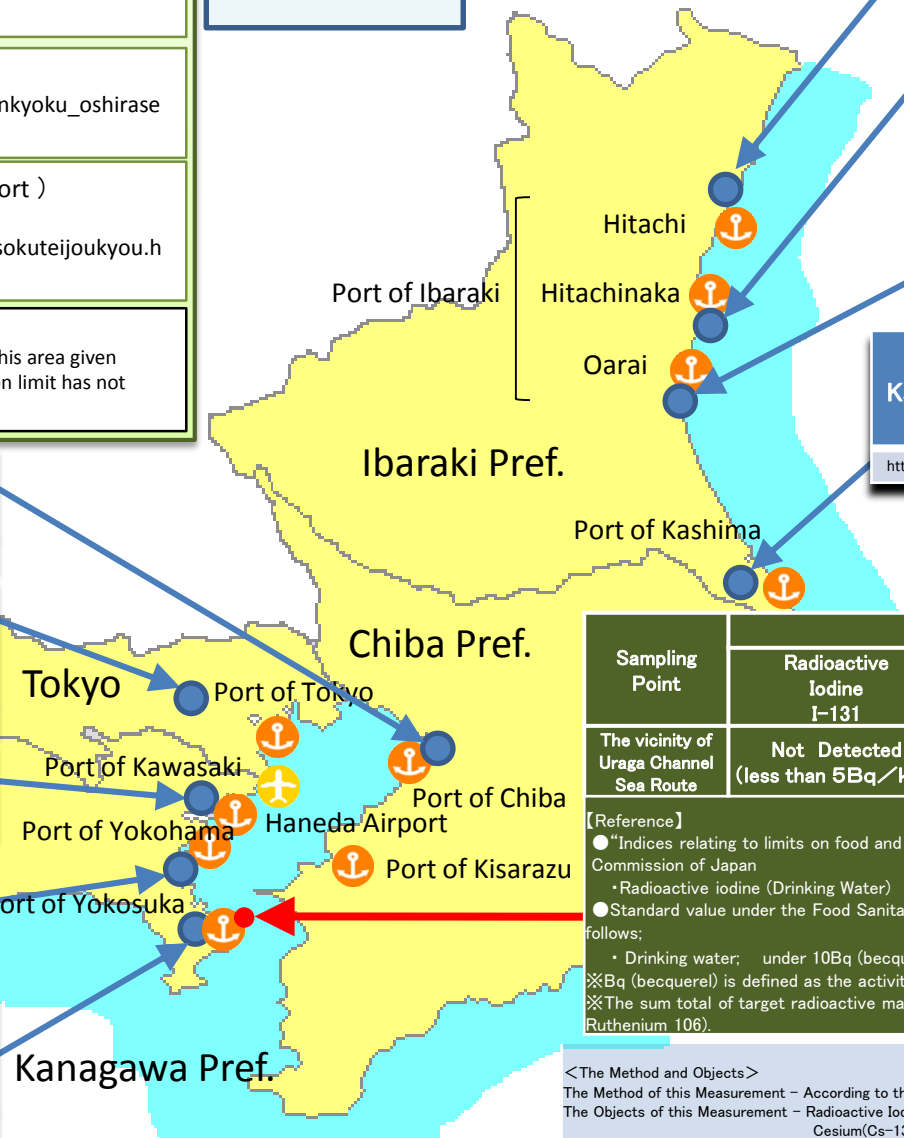 nkyoku_oshirase
ort )
sokuteijoukyou.h
his area given
on limit has not
Hitachi
Port of Ibaraki
Hitachinaka
Oarai
K
htt
Ibaraki Pref.
Port of Kashima
Chiba Pref.
Tokyo
Port of Tokyo
Port of Kawasaki
Port of Chiba
Port of Yokohama
Haneda Airport
Port of Kisarazu
ort of Yokosuka
Kanagawa Pref.
Sampling
Point
Radioactive
Iodine
I-131
The vicinity of
Uraga Channel
Sea Route
Not Detected
(less than 5Bq/k
【Reference】
●“Indices relating to limits on food and
Commission of Japan
・Radioactive iodine (Drinking Water)
●Standard value under the Food Sanita
follows;
・Drinking water; under 10Bq (becqu
※Bq (becquerel) is defined as the activit
※The sum total of target radioactive ma
Ruthenium 106).
<The Method and Objects>
The Method of this Measurement - According to th
The Objects of this Measurement - Radioactive Iod
Cesium(Cs-13